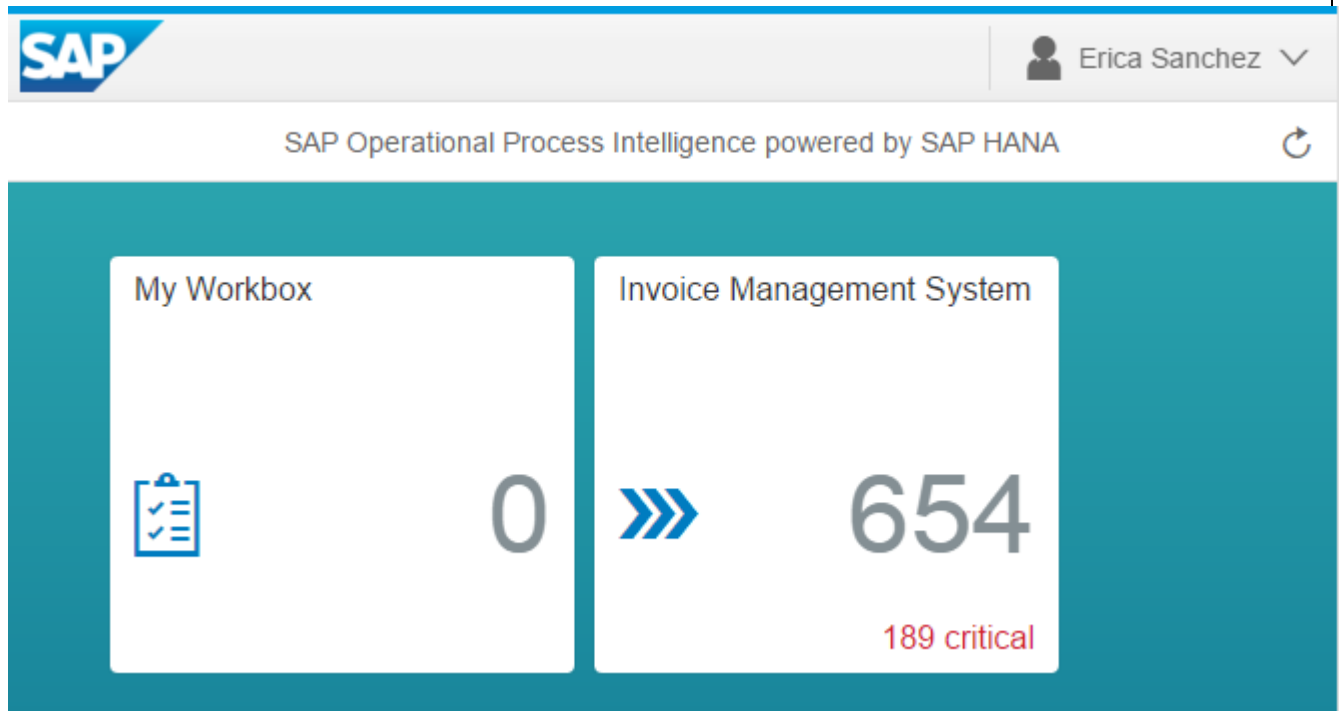 SAP
Erica Sanchez
SAP Operational Process Intelligence powered by SAP HANA
My Workbox
0
Invoice Management System
654
189 critical